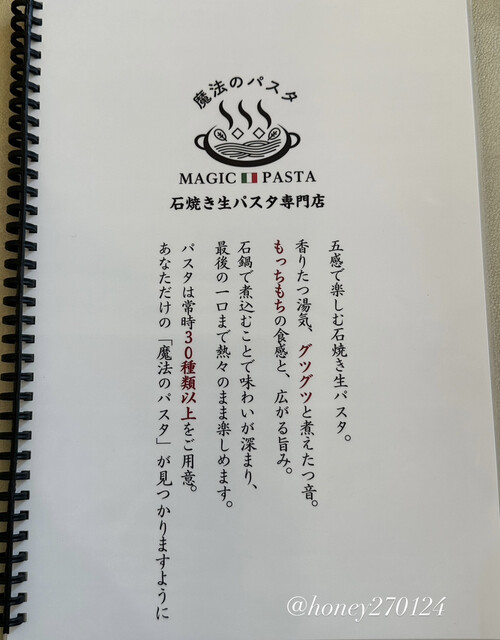 魔法のパスタ
MAGIC PASTA
石焼き生パスタ専門店
五感で楽しむ石焼き生パスタ。
香りたつ湯気、グツグツと煮えたつ音。
もっちもちの食感と、広がる旨み。
石鍋で煮込むことで味わいが深まり、
最後の一口まで熱々のまま楽しめます。
パスタは常時30種類以上をご用意。
あなただけの「魔法のパスタ」が見つかりますように
@honey270124